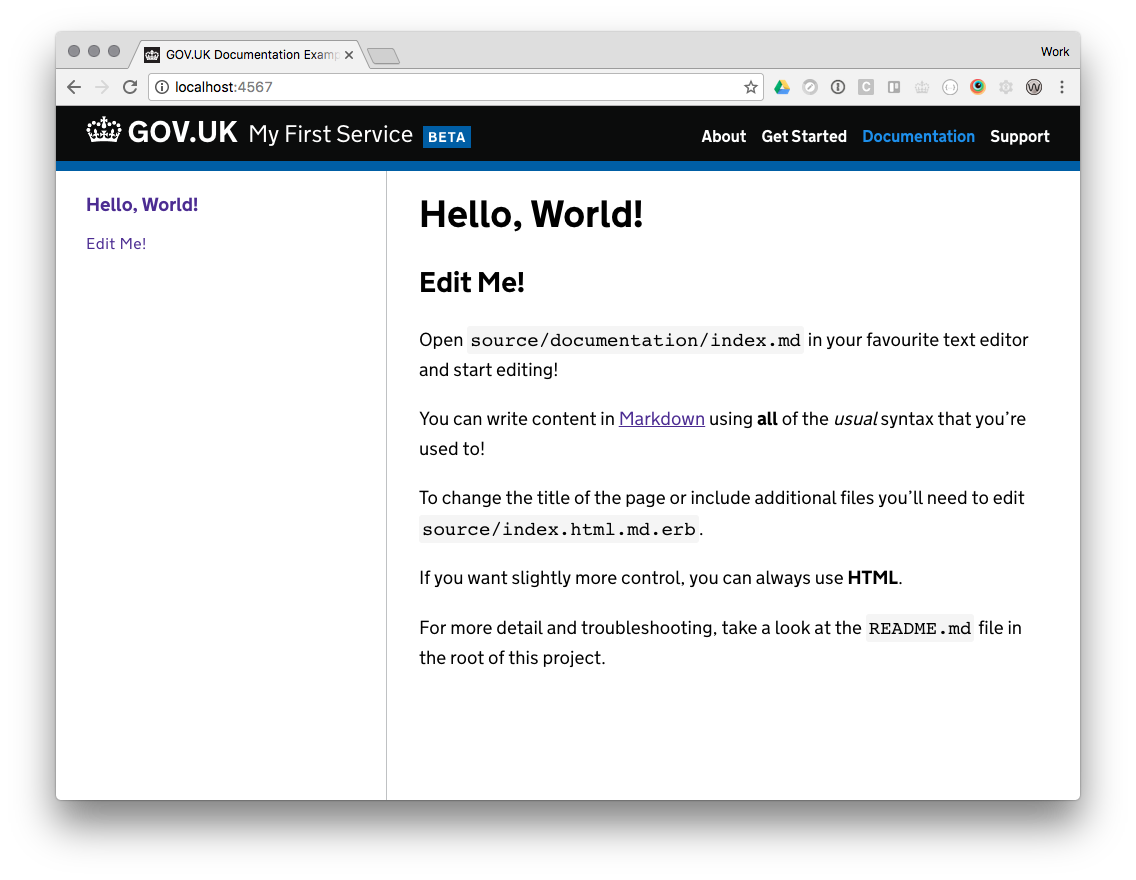 GOV.UK Documentation Examp
Work
localhost:4567
GOV.UK My First Service BETA
About Get Started Documentation Support
Hello, World!
Edit Me!
Hello, World!
Edit Me!
Open source/documentation/index.md in your favourite text editor
and start editing!
You can write content in Markdown using all of the usual syntax that you’re
used to!
To change the title of the page or include additional files you’ll need to edit
source/index.html.md.erb.
If you want slightly more control, you can always use HTML.
For more detail and troubleshooting, take a look at the README.md file in
the root of this project.